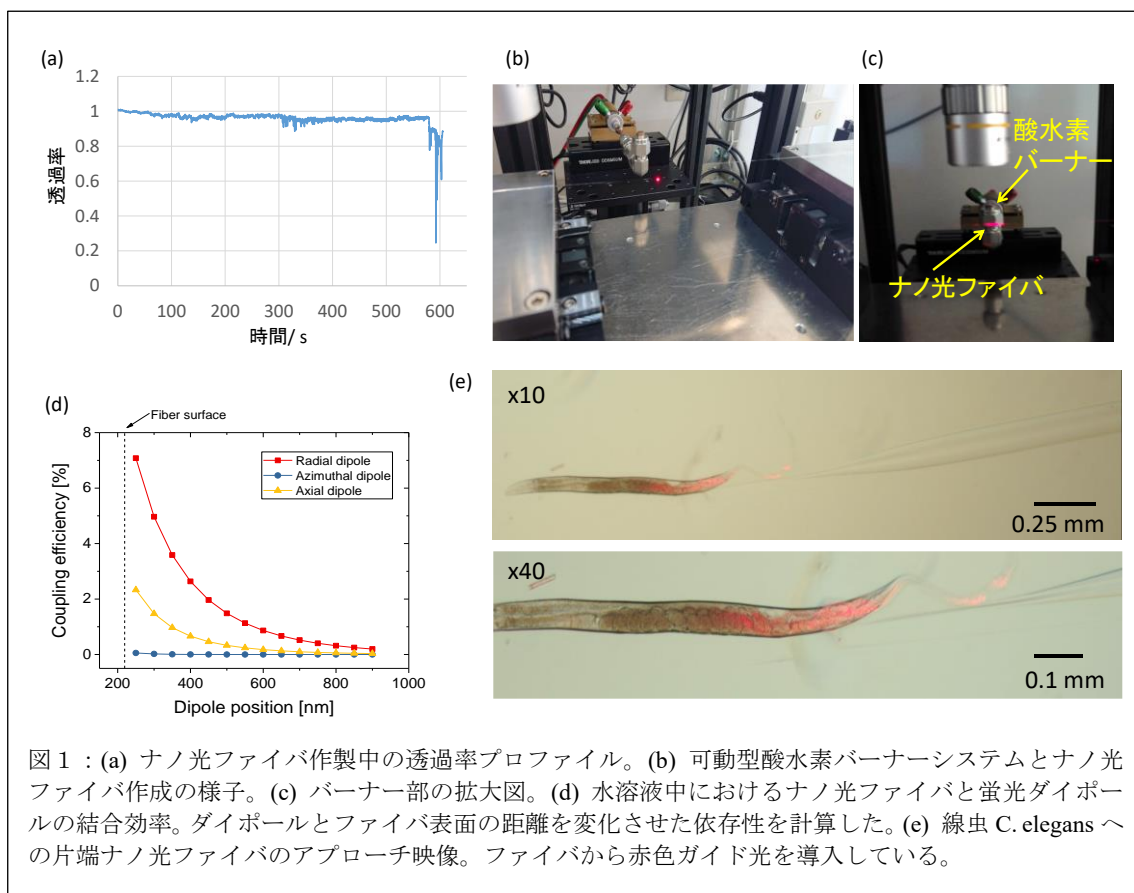 (a)
1.2
1
0.8
0.6
0.4
0.2
0
0 100 200 300 400 500 600
透過率
時間/ s
(b)
(c)
酸水素
バーナー
ナノ光ファイバ
(d)
Fiber surface
8
6
4
2
0
200 400 600 800 1000
Coupling efficiency [%]
Dipole position [nm]
Radial dipole
Azimuthal dipole
Axial dipole
(e)
x10
0.25 mm
x40
0.1 mm
図１：(a) ナノ光ファイバ作製中の透過率プロファイル。(b) 可動型酸水素バーナーシステムとナノ光
ファイバ作成の様子。(c) バーナー部の拡大図。(d) 水溶液中におけるナノ光ファイバと蛍光ダイポー
ルの結合効率。ダイポールとファイバ表面の距離を変化させた依存性を計算した。(e) 線虫 C. elegans へ
の片端ナノ光ファイバのアプローチ映像。ファイバから赤色ガイド光を導入している。